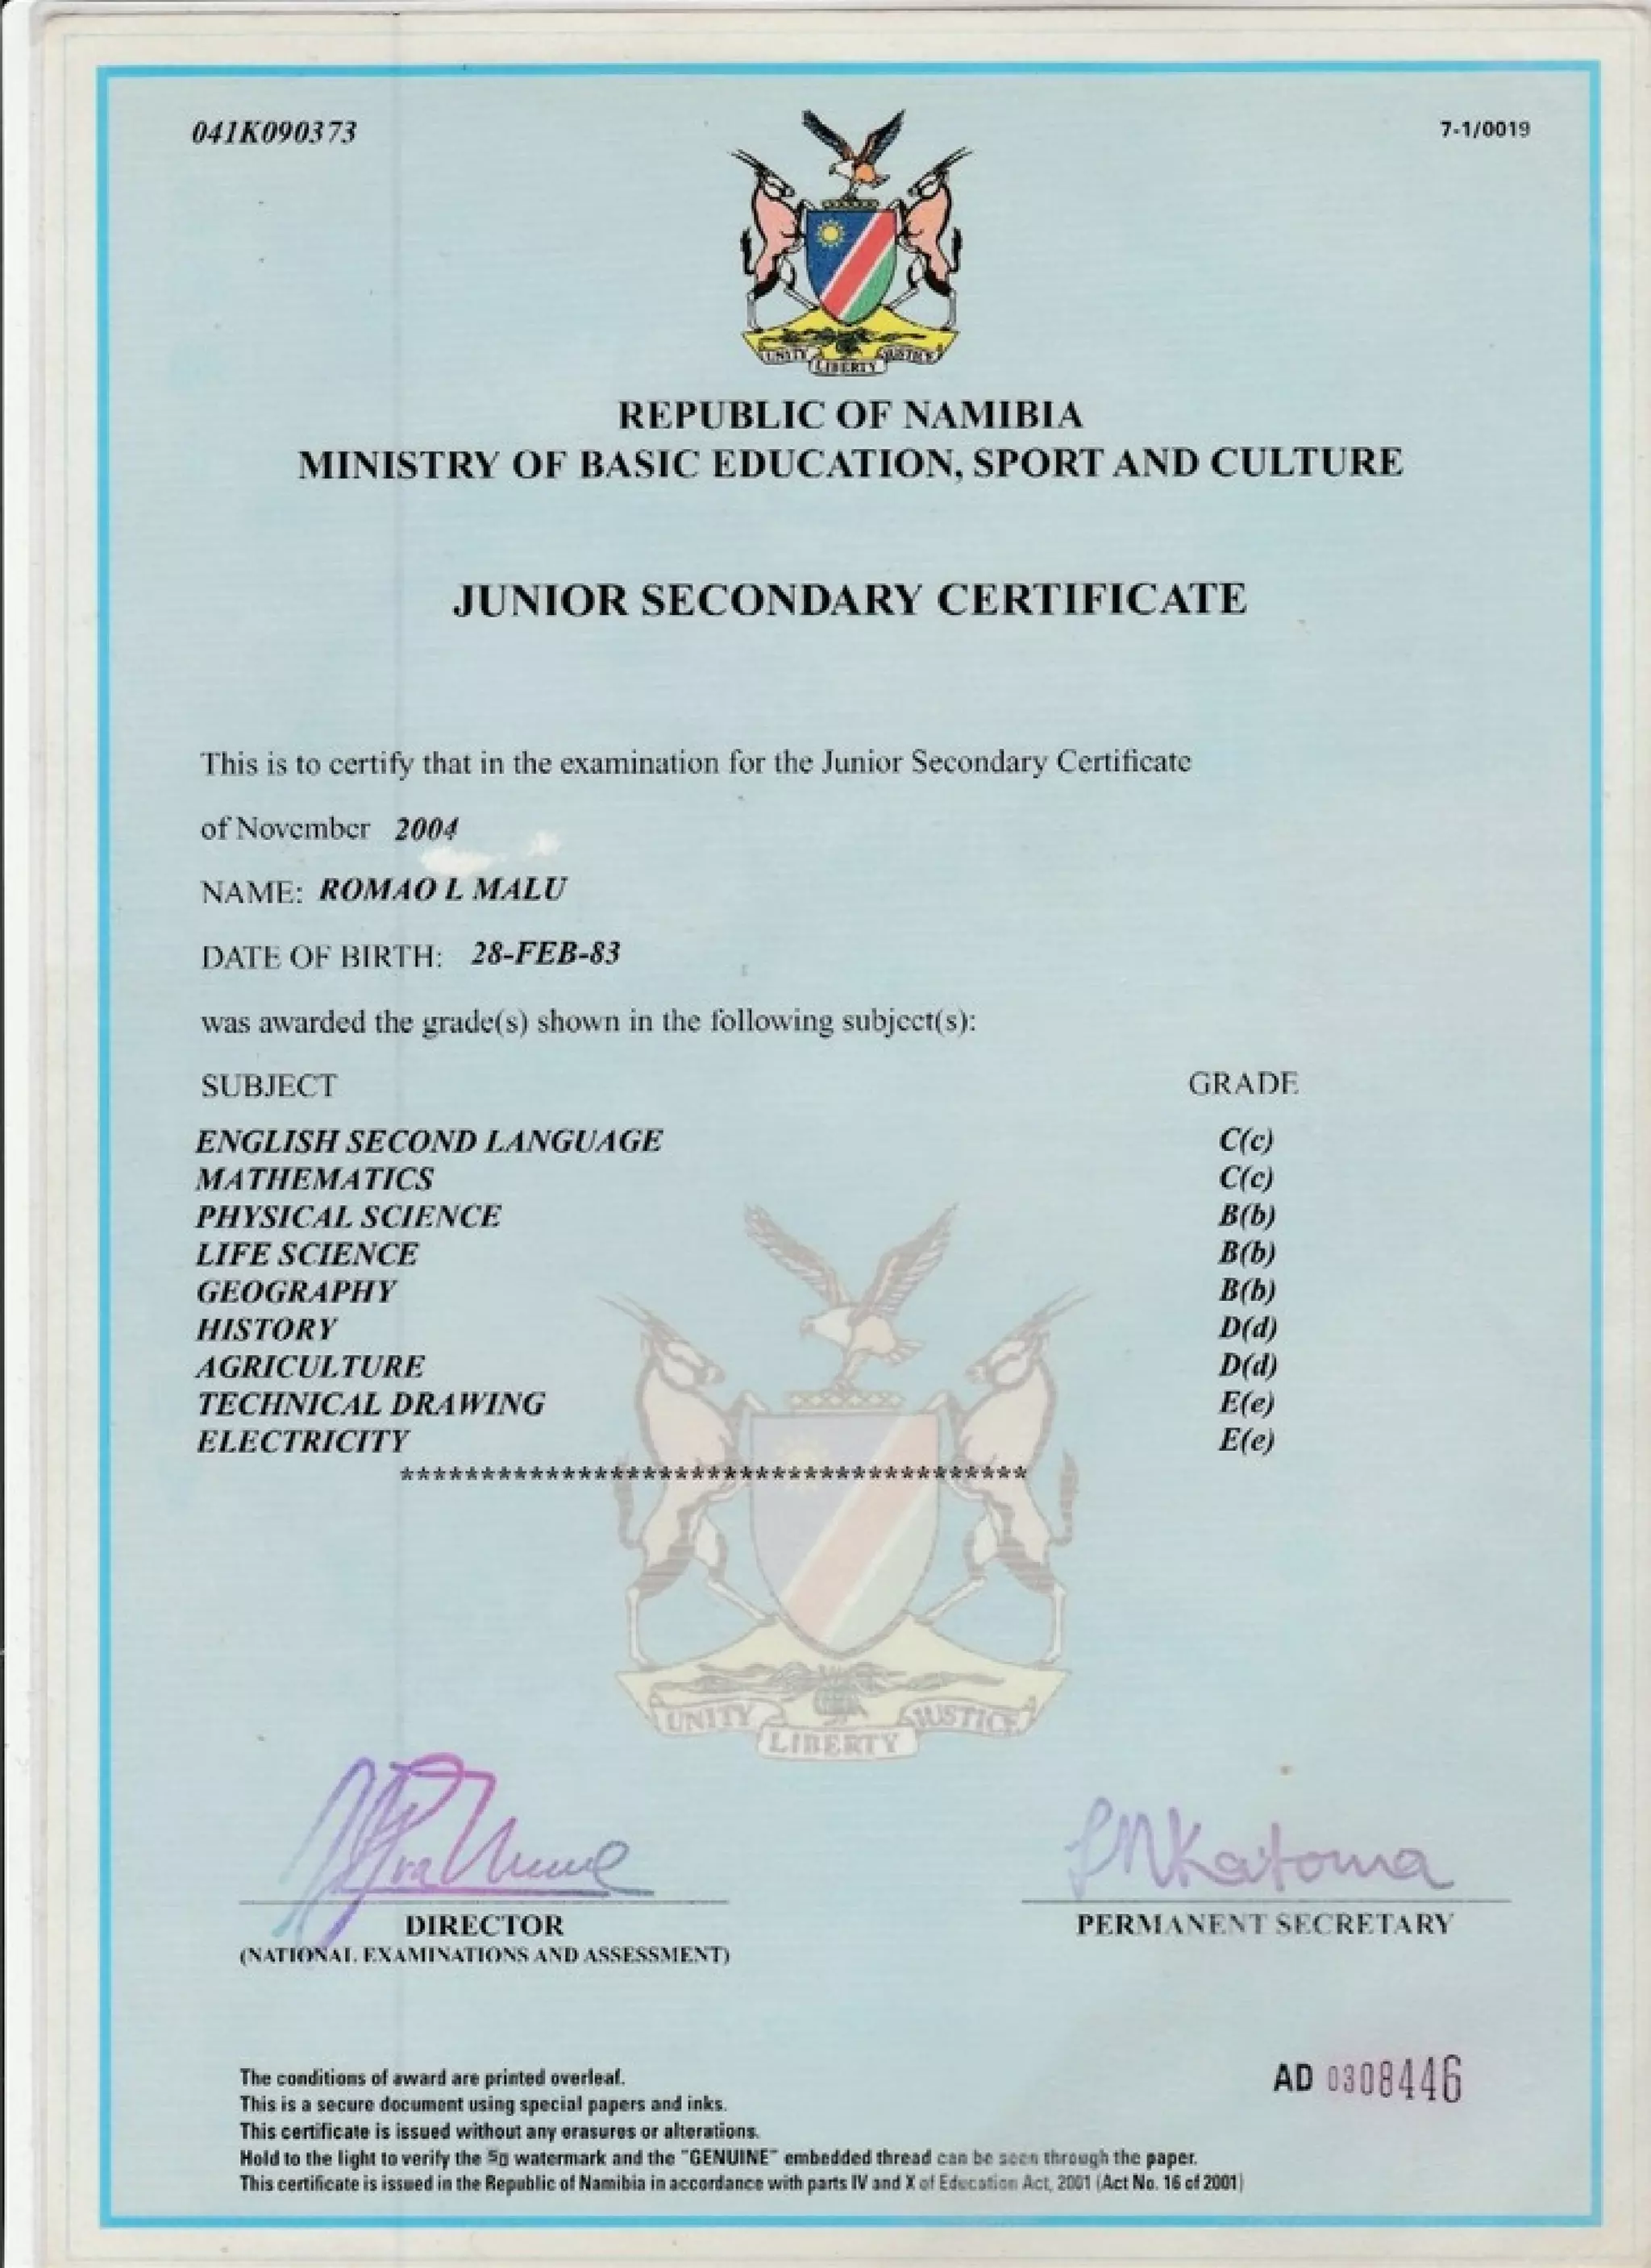 041K090373
7-1/0019
UNITY LIBERTY JUSTICE
REPUBLIC OF NAMIBIA
MINISTRY OF BASIC EDUCATION, SPORT AND CULTURE
JUNIOR SECONDARY CERTIFICATE
This is to certify that in the examination for the Junior Secondary Certificate
of November 2004
NAME: ROMAO L MALU
DATE OF BIRTH: 28-FEB-83
was awarded the grade(s) shown in the following subject(s):
SUBJECT GRADE
ENGLISH SECOND LANGUAGE C(c)
MATHEMATICS C(c)
PHYSICAL SCIENCE B(b)
LIFE SCIENCE B(b)
GEOGRAPHY B(b)
HISTORY D(d)
AGRICULTURE D(d)
TECHNICAL DRAWING E(e)
ELECTRICITY E(e)
***************************************
UNITY LIBERTY JUSTICE
DIRECTOR
(NATIONAL EXAMINATIONS AND ASSESSMENT)
PERMANENT SECRETARY
AD 0308446
The conditions of award are printed overleaf.
This is a secure document using special papers and inks.
This certificate is issued without any erasures or alterations.
Hold to the light to verify the watermark and the "GENUINE" embedded thread can be seen through the paper.
This certificate is issued in the Republic of Namibia in accordance with parts IV and X of Education Act, 2001 (Act No. 16 of 2001)